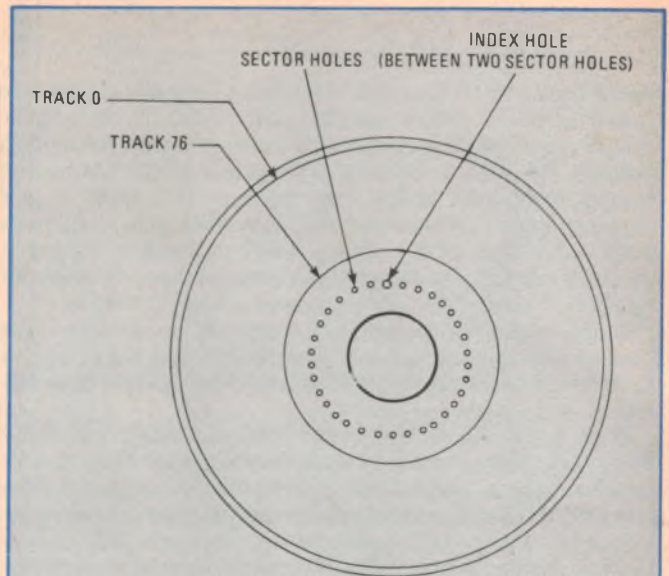 INDEX HOLE
SECTOR HOLES (BETWEEN TWO SECTOR HOLES)
TRACK 0
TRACK 76